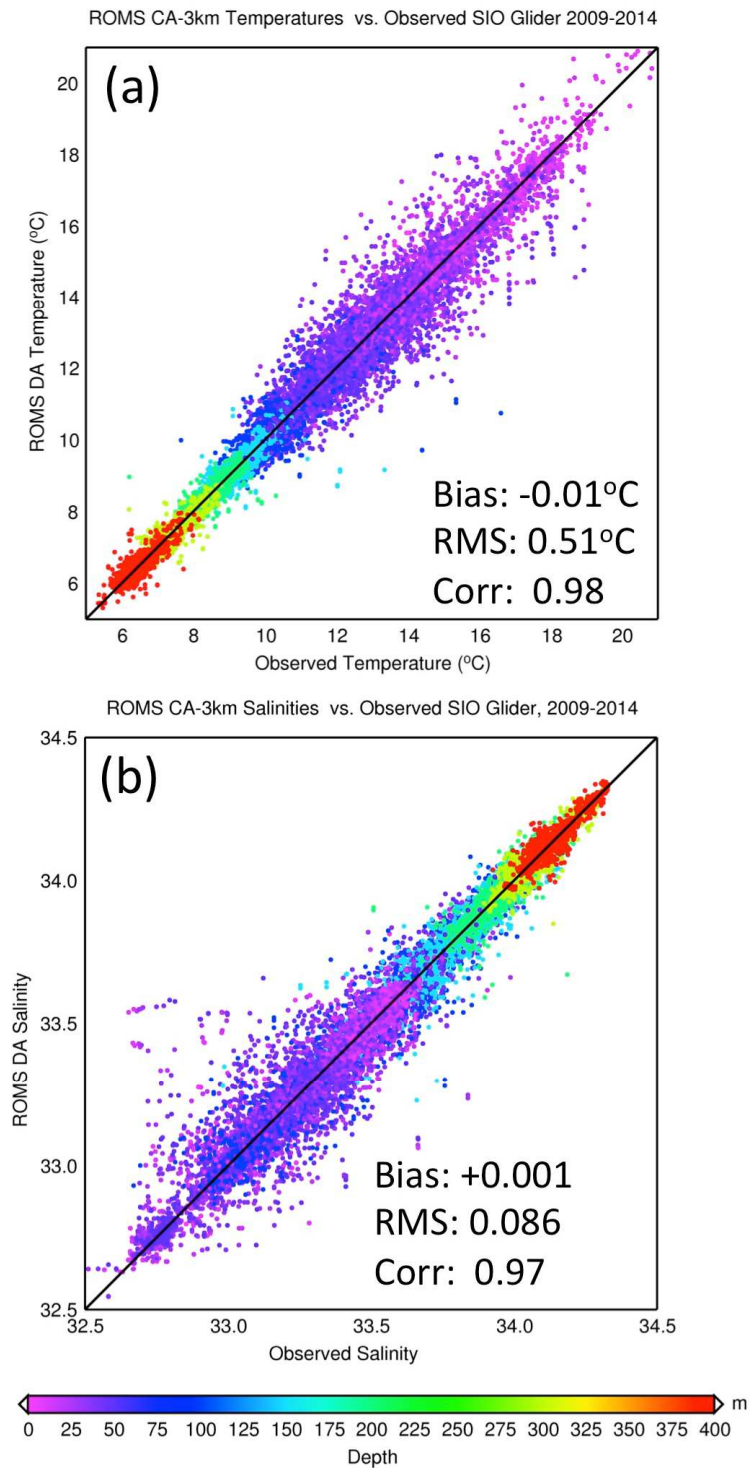 ROMS CA-3km Temperatures vs. Observed SIO Glider 2009-2014
(a)
20
18
16
14
12
10
8
6
ROMS DA Temperature (°C)
Bias: -0.01°C
RMS: 0.51°C
Corr: 0.98
6 8 10 12 14 16 18 20
Observed Temperature (°C)
ROMS CA-3km Salinities vs. Observed SIO Glider, 2009-2014
(b)
34.5
34.0
33.5
33.0
32.5
ROMS DA Salinity
Bias: +0.001
RMS: 0.086
Corr: 0.97
32.5 33.0 33.5 34.0 34.5
Observed Salinity
m
0 25 50 75 100 125 150 175 200 225 250 275 300 325 350 375 400
Depth